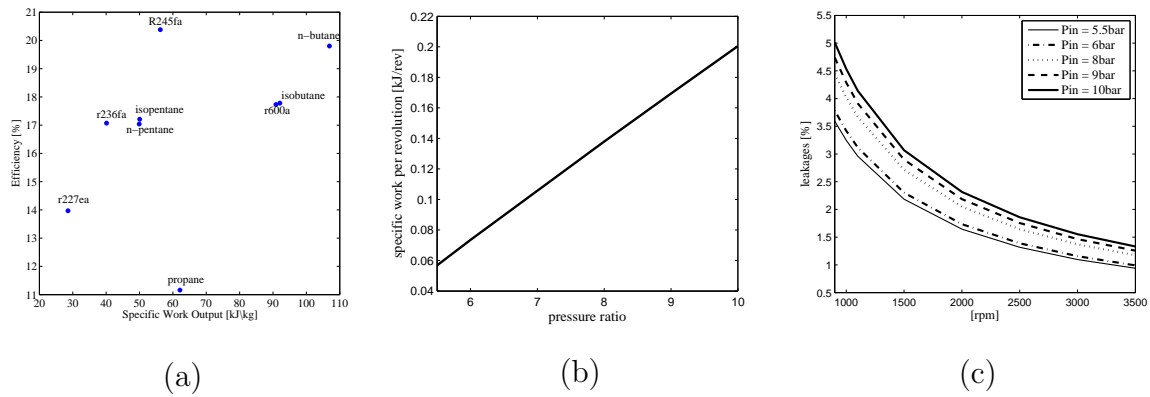 21
20
19
18
17
16
15
14
13
12
11
Efficiency [%]
R245fa
n−butane
isobutane
r600a
isopentane
r236fa
n−pentane
r227ea
propane
20 30 40 50 60 70 80 90 100 110
Specific Work Output [kJ\kg]
(a)
0.22
0.2
0.18
0.16
0.14
0.12
0.1
0.08
0.06
0.04
specific work per revolution [kJ/rev]
6 7 8 9 10
pressure ratio
(b)
5.5
5
4.5
4
3.5
3
2.5
2
1.5
1
0.5
leakages [%]
Pin = 5.5bar
Pin = 6bar
Pin = 8bar
Pin = 9bar
Pin = 10bar
1000 1500 2000 2500 3000 3500
[rpm]
(c)